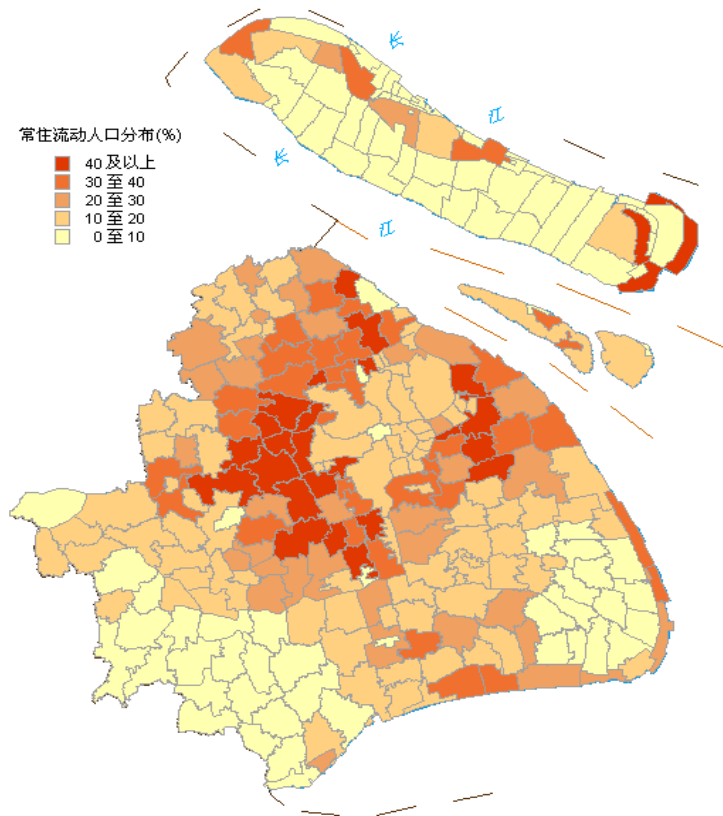 长
江
常住流动人口分布(%)
40 及以上
30 至 40
20 至 30
10 至 20
0 至 10
长
江